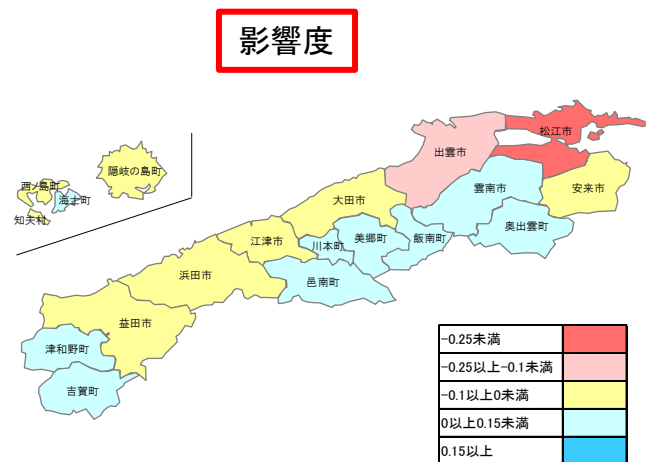 影響度
松江市
出雲市
隠岐の島町
西ノ島町
海士町
知夫村
雲南市
安来市
大田市
奥出雲町
江津市
川本町
美郷町
飯南町
浜田市
邑南町
益田市
津和野町
吉賀町
-0.25未満
-0.25以上-0.1未満
-0.1以上0未満
0以上0.15未満
0.15以上